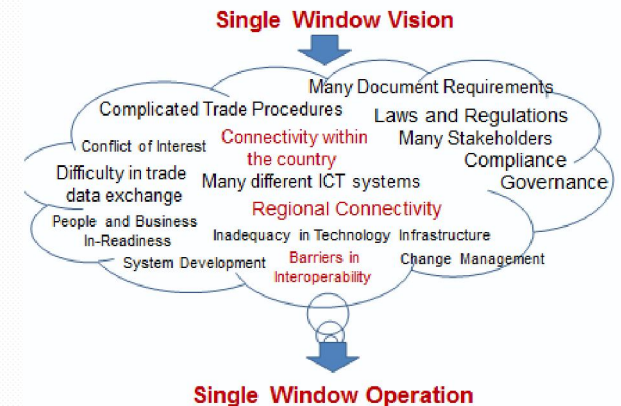 Single Window Vision
Many Document Requirements
Complicated Trade Procedures
Laws and Regulations
Conflict of Interest
Connectivity within
the country
Many Stakeholders
Compliance
Difficulty in trade
data exchange
Many different ICT systems
Governance
Regional Connectivity
People and Business
In-Readiness
Inadequacy in Technology Infrastructure
System Development
Barriers in
Interoperability
Change Management
Single Window Operation